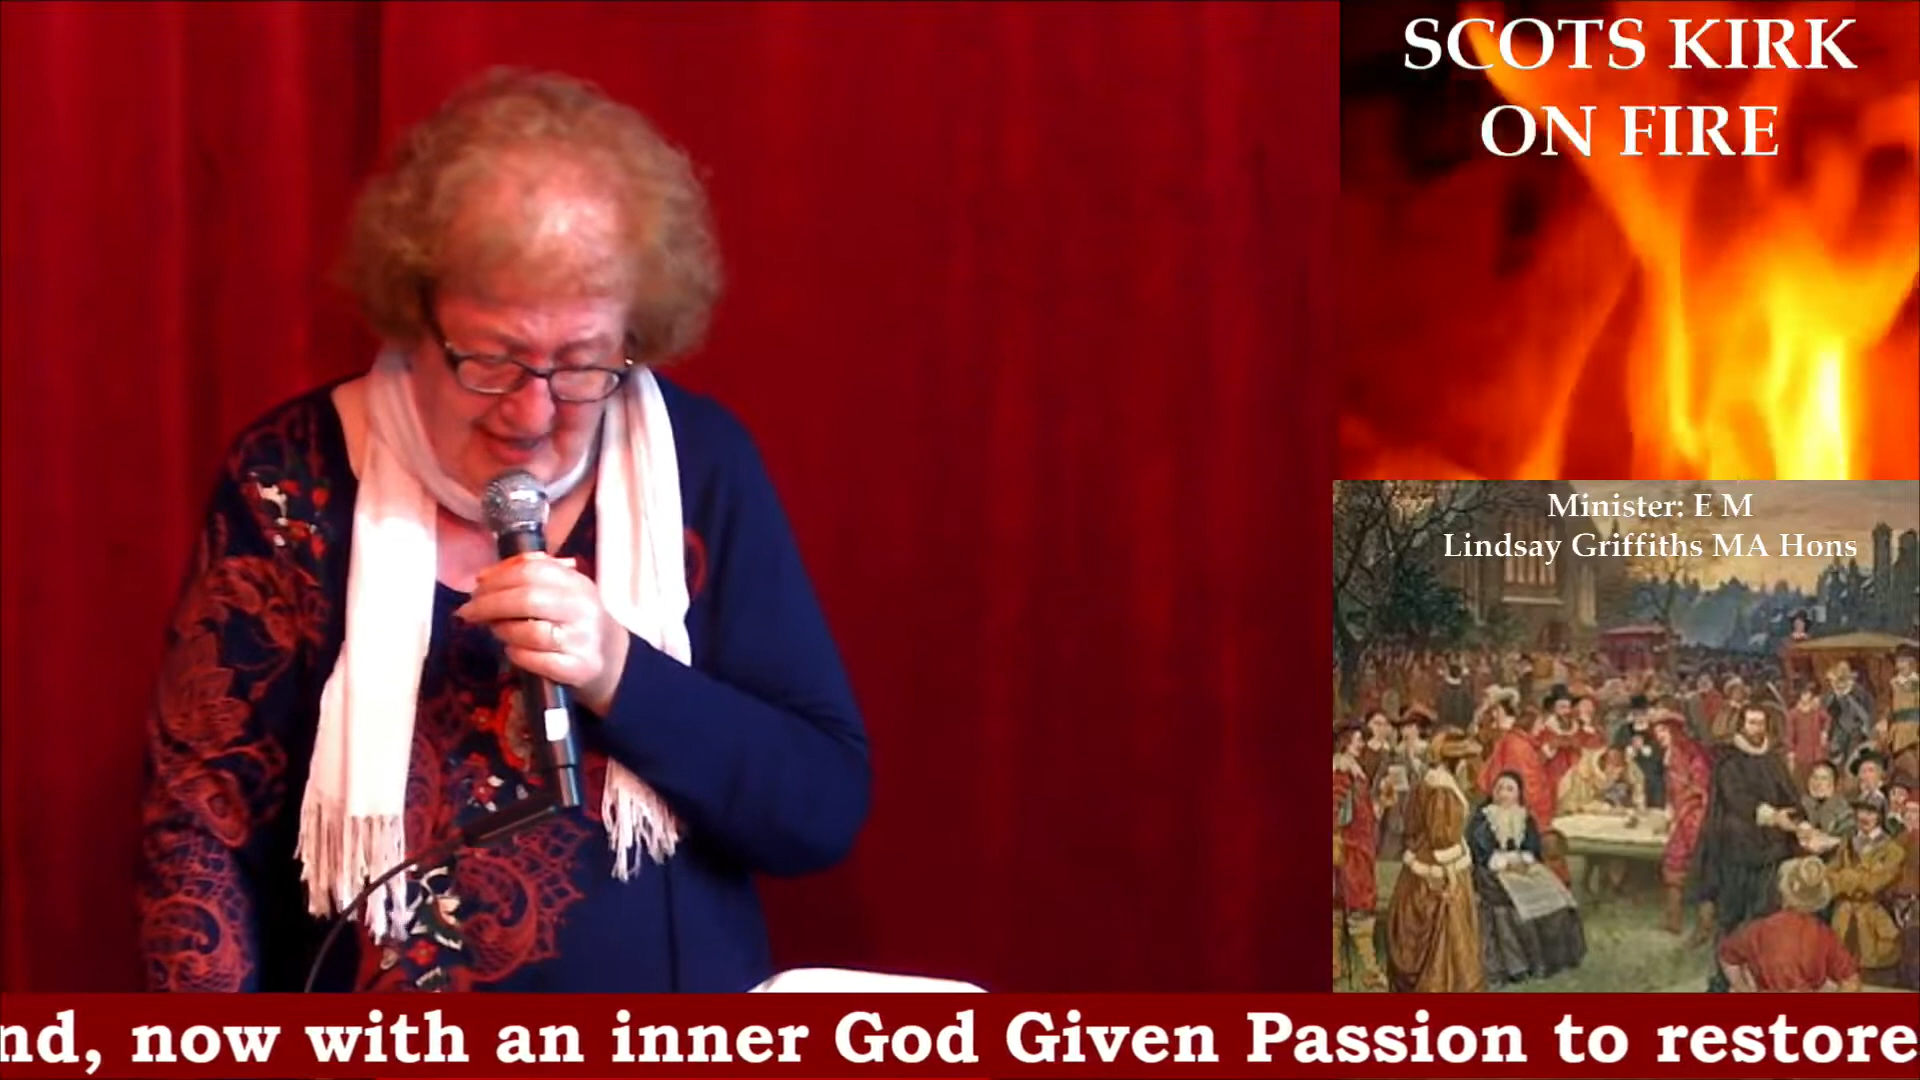 SCOTS KIRK
ON FIRE
Minister: E M
Lindsay Griffiths MA Hons
nd, now with an inner God Given Passion to restore